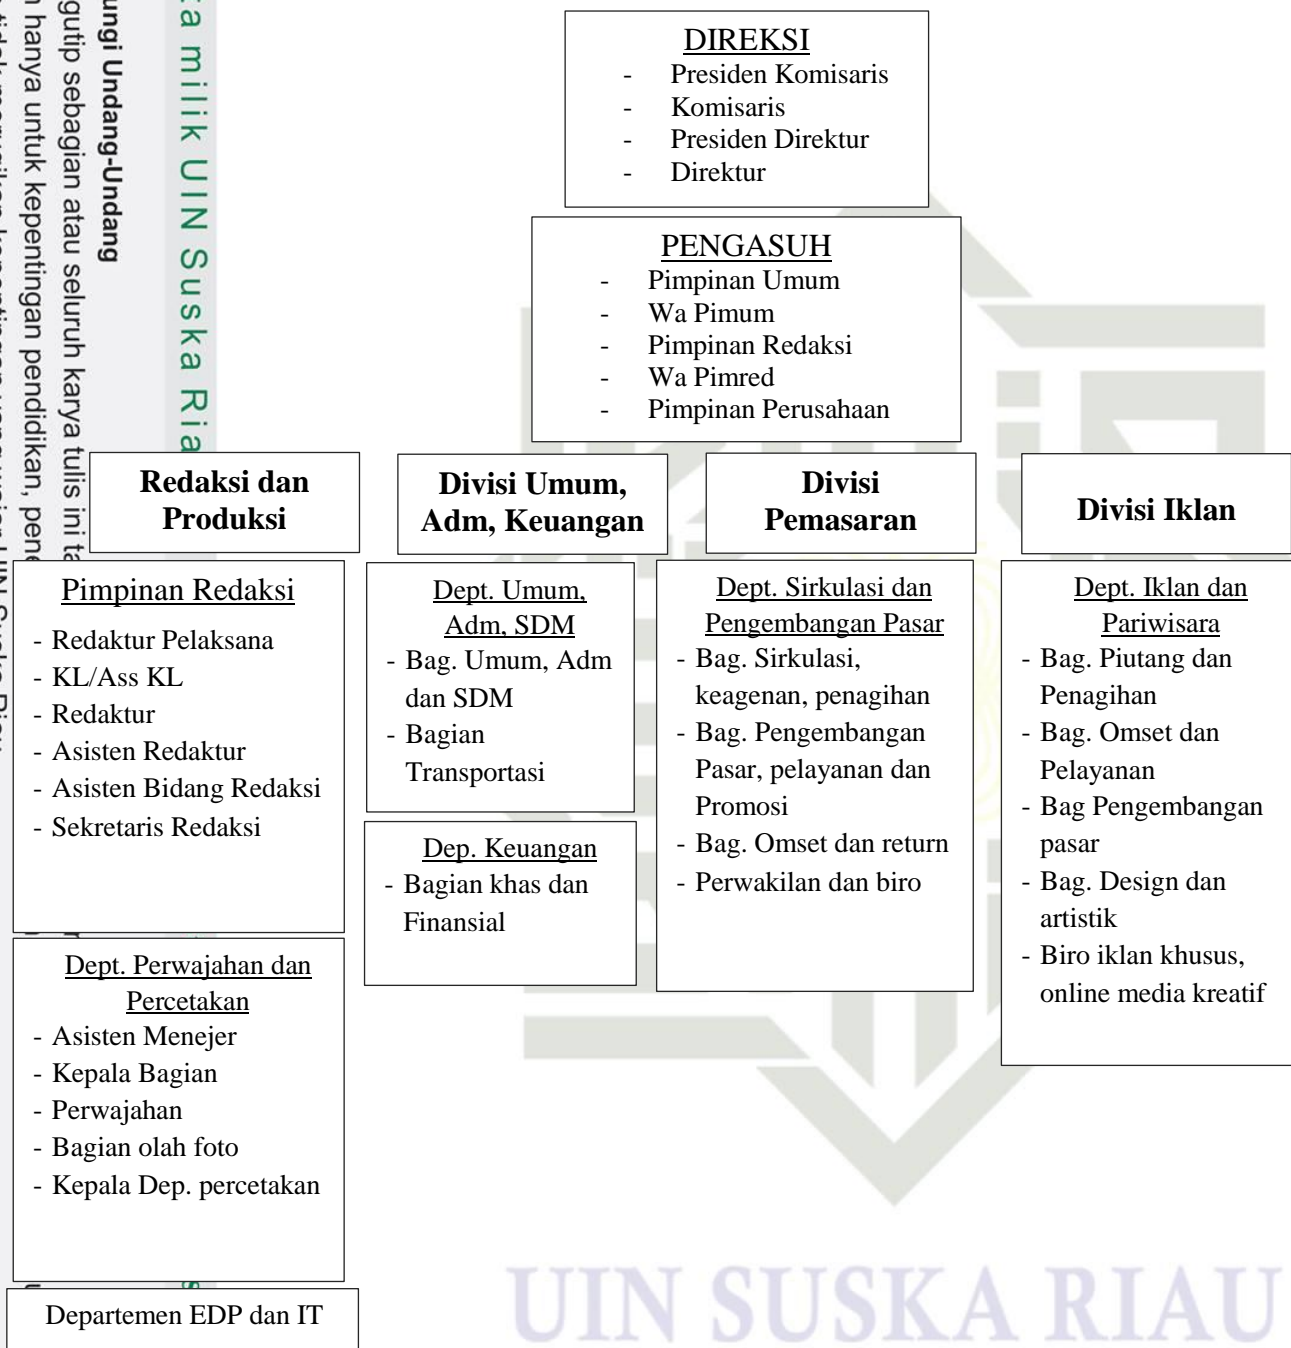 DIREKSI
- Presiden Komisaris
- Komisaris
- Presiden Direktur
- Direktur
PENGASUH
- Pimpinan Umum
- Wa Pimum
- Pimpinan Redaksi
- Wa Pimred
- Pimpinan Perusahaan
Redaksi dan
Produksi
Divisi Umum,
Adm, Keuangan
Divisi
Pemasaran
Divisi Iklan
Pimpinan Redaksi
- Redaktur Pelaksana
- KL/Ass KL
- Redaktur
- Asisten Redaktur
- Asisten Bidang Redaksi
- Sekretaris Redaksi
Dept. Perwajahan dan
Percetakan
- Asisten Menejer
- Kepala Bagian
- Perwajahan
- Bagian olah foto
- Kepala Dep. percetakan
Departemen EDP dan IT
Dept. Umum,
Adm, SDM
- Bag. Umum, Adm
dan SDM
- Bagian
Transportasi
Dep. Keuangan
- Bagian khas dan
Finansial
Dept. Sirkulasi dan
Pengembangan Pasar
- Bag. Sirkulasi,
keagenan, penagihan
- Bag. Pengembangan
Pasar, pelayanan dan
Promosi
- Bag. Omset dan return
- Perwakilan dan biro
Dept. Iklan dan
Pariwisara
- Bag. Piutang dan
Penagihan
- Bag. Omset dan
Pelayanan
- Bag Pengembangan
pasar
- Bag. Design dan
artistik
- Biro iklan khusus,
online media kreatif
ta milik UIN Suska Ria
ungi Undang-Undang
gutip sebagian atau seluruh karya tulis ini ta
hanya untuk kepentingan pendidikan, pene
UIN SUSKA RIAU